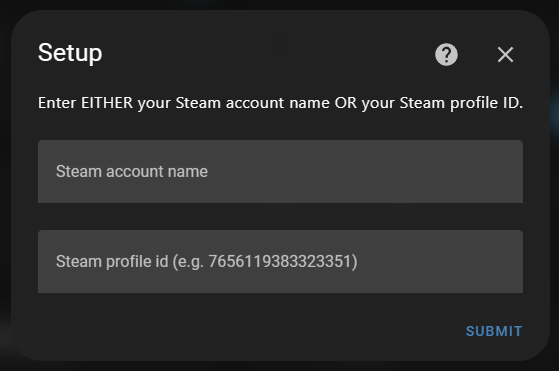 Setup
Enter EITHER your Steam account name OR your Steam profile ID.
Steam account name
Steam profile id (e.g. 7656119383323351)
SUBMIT